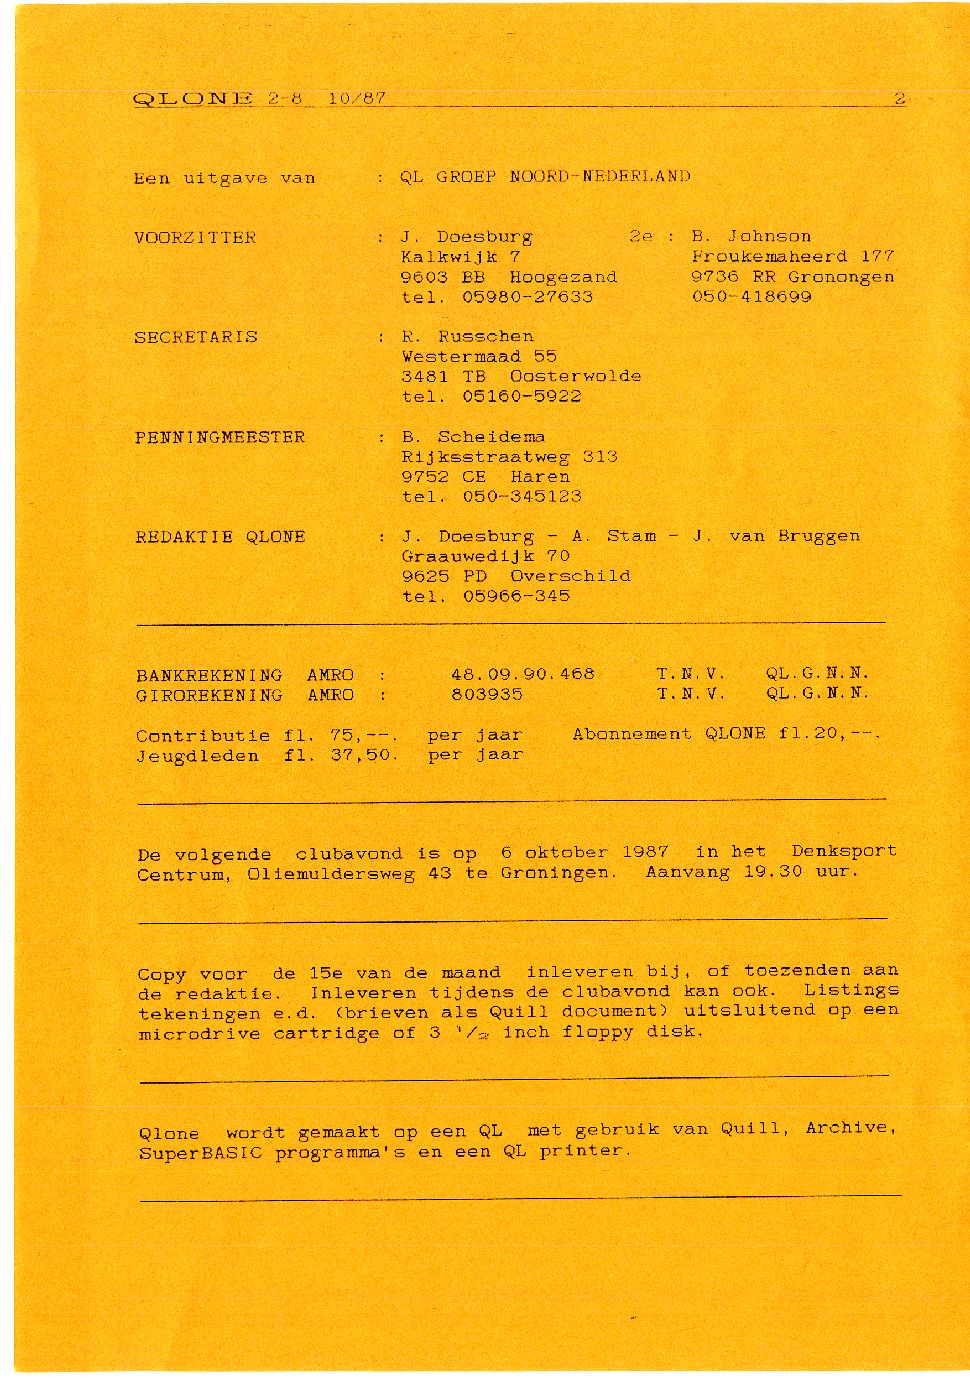 QLONE 2-8 10/87 2
Een uitgave van : QL GROEP NOORD-NEDERLAND
VOORZITTER : J. Doesburg 2e : B. Johnson
Kalkwijk 7 Froukemaheerd 177
9603 BB Hoogezand 9736 RR Gronongen
tel. 05980-27633 050-418699
SECRETARIS : R. Russchen
Westermaad 55
3481 TB Oosterwolde
tel. 05160-5922
PENNINGMEESTER : B. Scheidema
Rijksstraatweg 313
9752 CE Haren
tel. 050-345123
REDAKTIE QLONE : J. Doesburg - A. Stam - J. van Bruggen
Graauwedijk 70
9625 PD Overschild
tel. 05966-345
BANKREKENING AMRO : 48.09.90.468 T.N.V. QL.G.N.N.
GIROREKENING AMRO : 803935 T.N.V. QL.G.N.N.
Contributie fl. 75,--. per jaar Abonnement QLONE fl.20,--.
Jeugdleden fl. 37,50. per jaar
De volgende clubavond is op 6 oktober 1987 in het Denksport
Centrum, Oliemuldersweg 43 te Groningen. Aanvang 19.30 uur.
Copy voor de 15e van de maand inleveren bij, of toezenden aan
de redaktie. Inleveren tijdens de clubavond kan ook. Listings
tekeningen e.d. (brieven als Quill document) uitsluitend op een
microdrive cartridge of 3 1/2 inch floppy disk.
Qlone wordt gemaakt op een QL met gebruik van Quill, Archive,
SuperBASIC programma's en een QL printer.